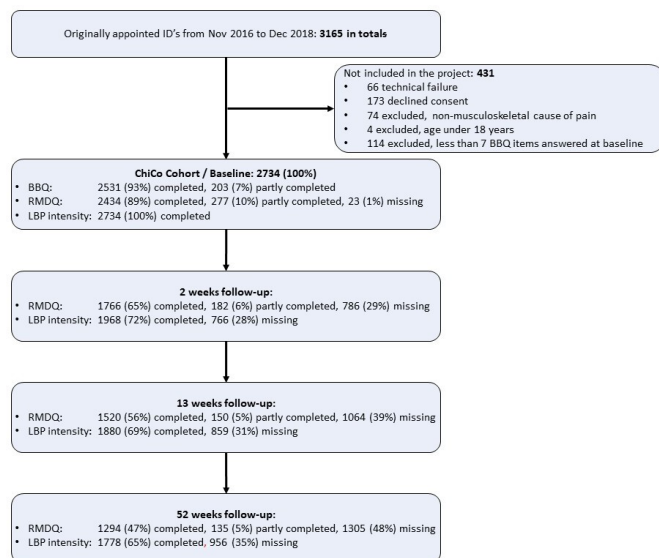 Originally appointed ID's from Nov 2016 to Dec 2018: 3165 in totals
Not included in the project: 431
• 66 technical failure
• 173 declined consent
• 74 excluded, non-musculoskeletal cause of pain
• 4 excluded, age under 18 years
• 114 excluded, less than 7 BBQ items answered at baseline
ChiCo Cohort / Baseline: 2734 (100%)
• BBQ: 2531 (93%) completed, 203 (7%) partly completed
• RMDQ: 2434 (89%) completed, 277 (10%) partly completed, 23 (1%) missing
• LBP intensity: 2734 (100%) completed
2 weeks follow-up:
• RMDQ: 1766 (65%) completed, 182 (6%) partly completed, 786 (29%) missing
• LBP intensity: 1968 (72%) completed, 766 (28%) missing
13 weeks follow-up:
• RMDQ: 1520 (56%) completed, 150 (5%) partly completed, 1064 (39%) missing
• LBP intensity: 1880 (69%) completed, 859 (31%) missing
52 weeks follow-up:
• RMDQ: 1294 (47%) completed, 135 (5%) partly completed, 1305 (48%) missing
• LBP intensity: 1778 (65%) completed, 956 (35%) missing